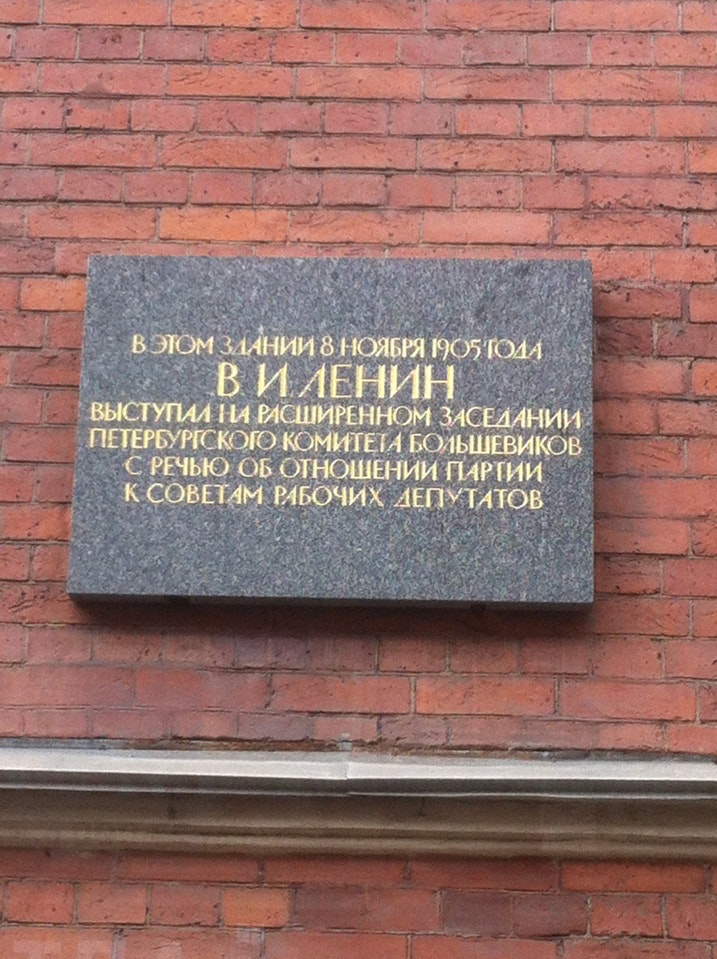 В ЭТОМ ЗДАНИИ 8 НОЯБРЯ 1905 ГОДА
В. И. ЛЕНИН
ВЫСТУПАЛ НА РАСШИРЕННОМ ЗАСЕДАНИИ
ПЕТЕРБУРГСКОГО КОМИТЕТА БОЛЬШЕВИКОВ
С РЕЧЬЮ ОБ ОТНОШЕНИИ ПАРТИИ
К СОВЕТАМ РАБОЧИХ ДЕПУТАТОВ